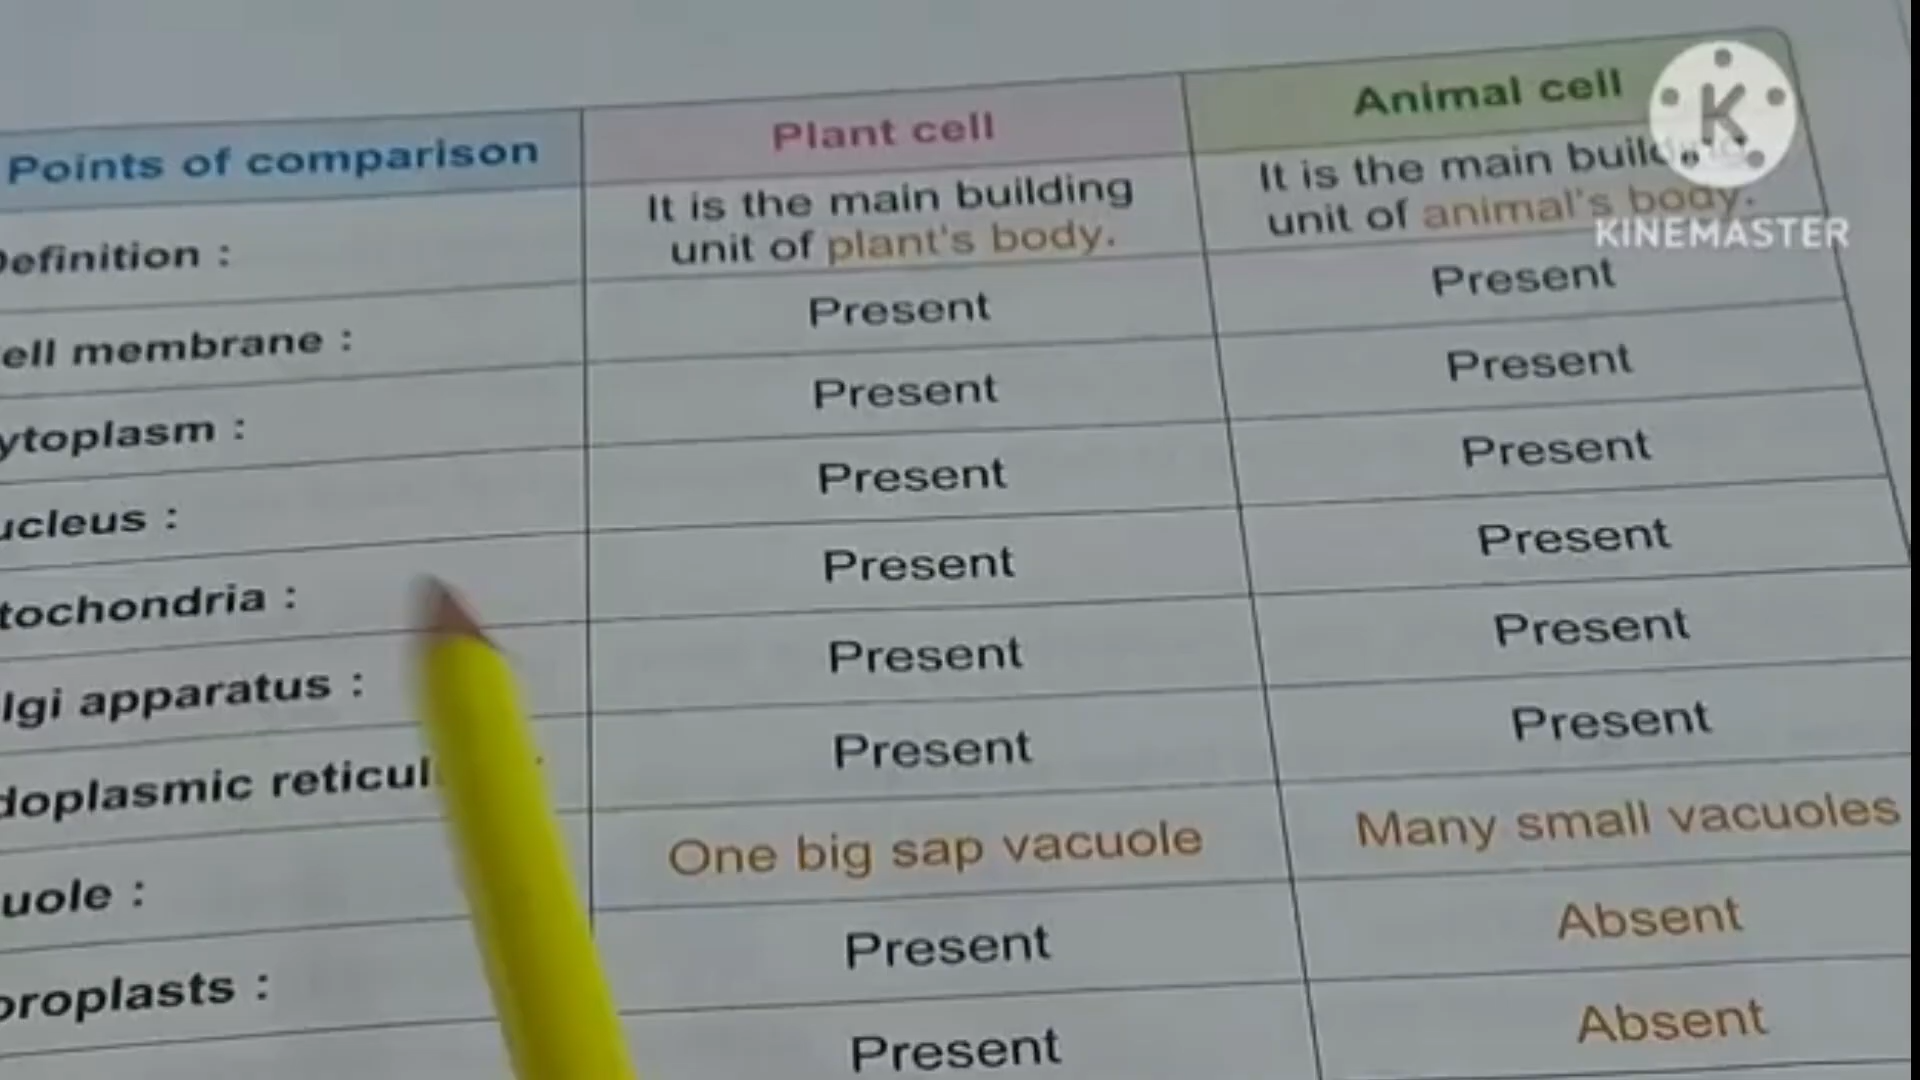 Points of comparison Plant cell Animal cell
Definition : It is the main building It is the main building
unit of plant's body. unit of animal's body.
ell membrane : Present Present
ytoplasm : Present Present
ucleus : Present Present
tochondria : Present Present
lgi apparatus : Present Present
doplasmic reticul Present Present
uole : One big sap vacuole Many small vacuoles
oroplasts : Present Absent
Present Absent
K
KINEMASTER